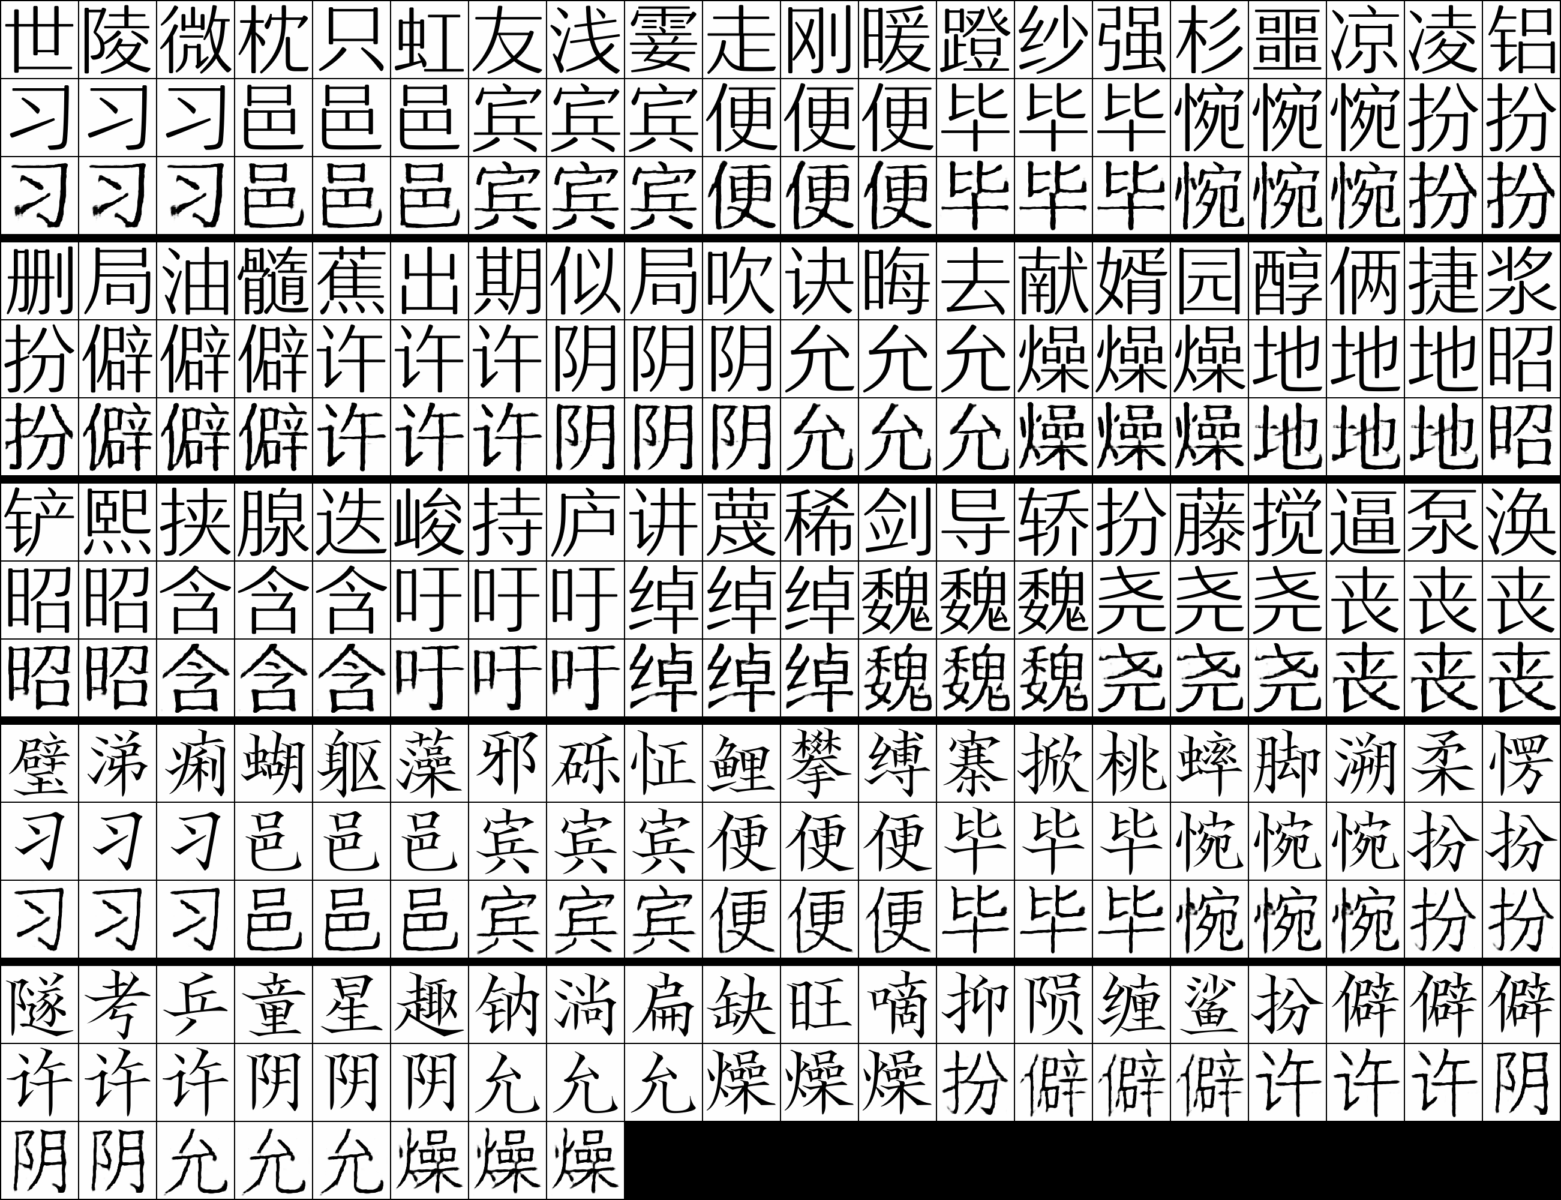 世陵微枕只虹友浅霎走刚暖蹬纱强杉噩凉凌铝
习习习邑邑邑宾宾宾便便便毕毕毕惋惋惋扮扮
习习习邑邑邑宾宾宾便便便毕毕毕惋惋惋扮扮
删局油髓蕉出期似局吹诀晦去献婿园醇俩捷浆
扮僻僻僻许许许阴阴阴允允允燥燥燥地地地昭
扮僻僻僻许许许阴阴阴允允允燥燥燥地地地昭
铲熙挟腺迭峻持庐讲蔑稀剑导轿扮藤搅逼泵涣
昭昭含含含吁吁吁绰绰绰魏魏魏尧尧尧丧丧丧
昭昭含含含吁吁吁绰绰绰魏魏魏尧尧尧丧丧丧
璧涕痢蝴躯藻邪砾怔鲤攀缚寨掀桃蟀脚溯柔愕
习习习邑邑邑宾宾宾便便便毕毕毕惋惋惋扮扮
习习习邑邑邑宾宾宾便便便毕毕毕惋惋惋扮扮
隧考乒童星趣钠淌扁缺旺嘀抑陨缠鲨扮僻僻僻
许许许阴阴阴允允允燥燥燥扮僻僻僻许许许阴
阴阴允允允燥燥燥